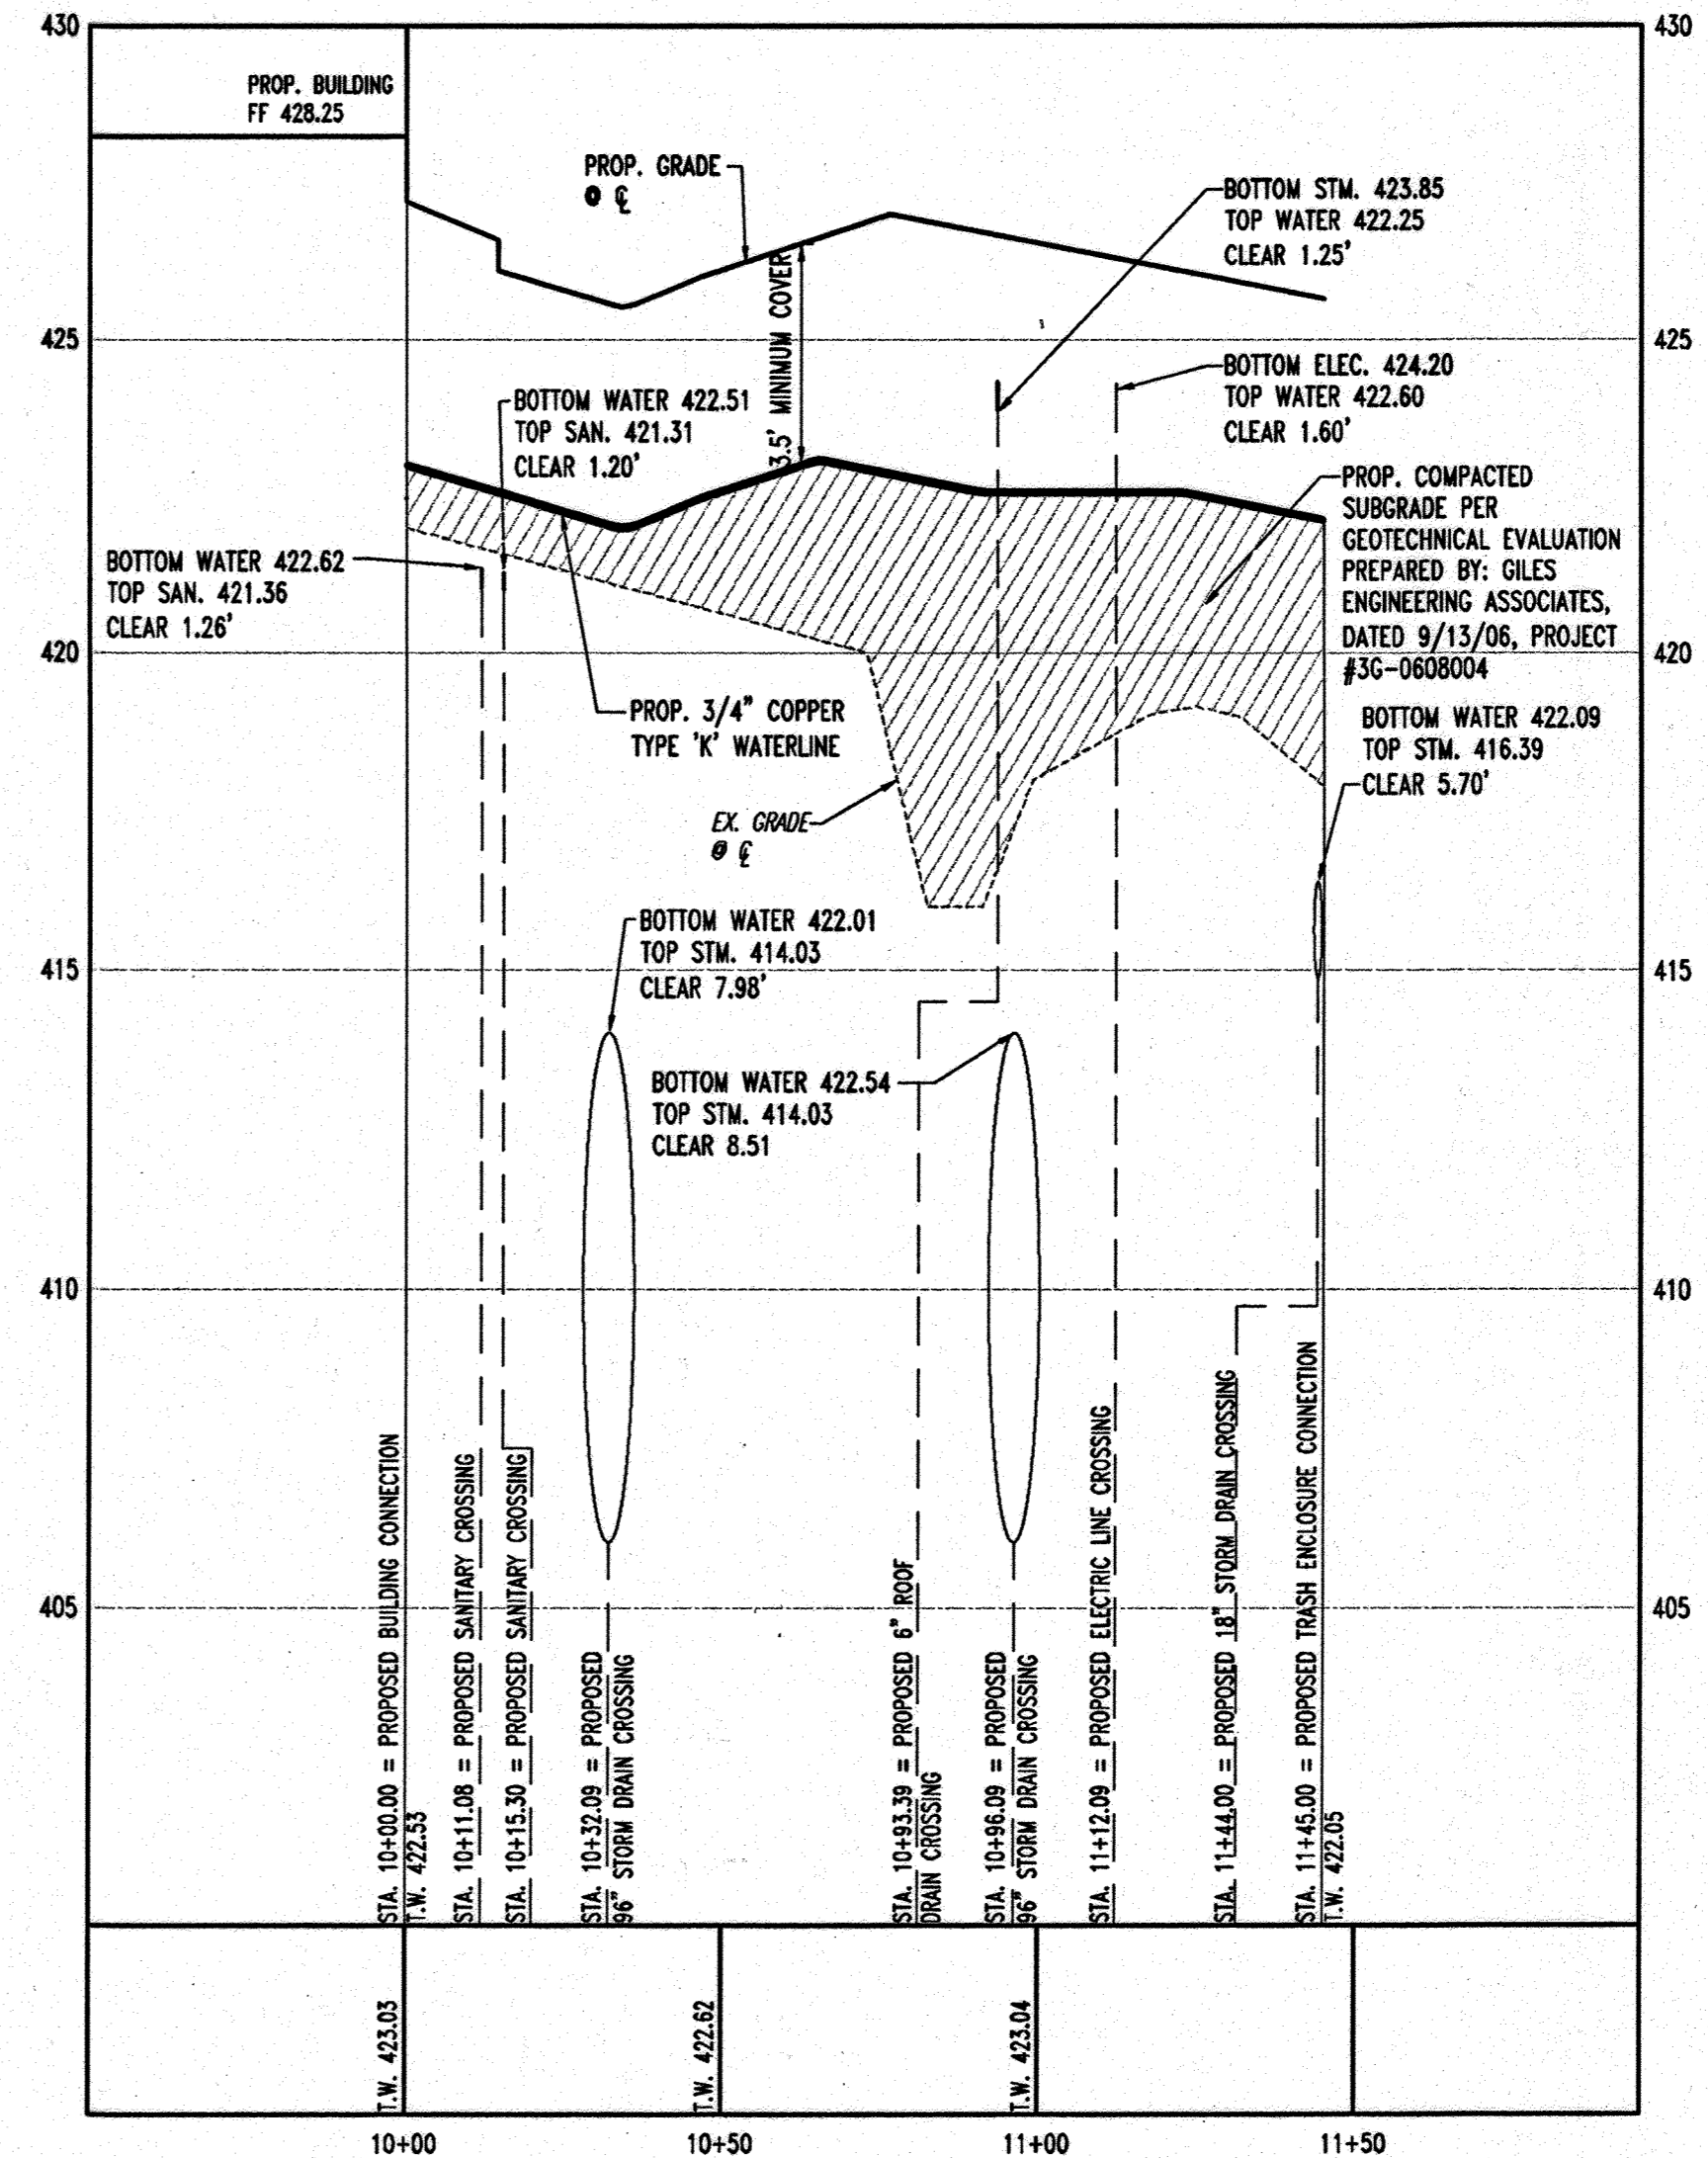 430
430
PROP. BUILDING
FF 428.25
PROP. GRADE
@ ℄
BOTTOM STM. 423.85
TOP WATER 422.25
CLEAR 1.25'
425
425
3.5' MINIMUM COVER
BOTTOM ELEC. 424.20
TOP WATER 422.60
CLEAR 1.60'
BOTTOM WATER 422.51
TOP SAN. 421.31
CLEAR 1.20'
PROP. COMPACTED
SUBGRADE PER
GEOTECHNICAL EVALUATION
PREPARED BY: GILES
ENGINEERING ASSOCIATES,
DATED 9/13/06, PROJECT
#3G-0608004
BOTTOM WATER 422.62
TOP SAN. 421.36
CLEAR 1.26'
420
420
PROP. 3/4" COPPER
TYPE 'K' WATERLINE
BOTTOM WATER 422.09
TOP STM. 416.39
CLEAR 5.70'
EX. GRADE
@ ℄
BOTTOM WATER 422.01
TOP STM. 414.03
CLEAR 7.98'
415
415
BOTTOM WATER 422.54
TOP STM. 414.03
CLEAR 8.51
410
410
405
405
STA. 10+00.00 = PROPOSED BUILDING CONNECTION
T.W. 422.53
STA. 10+11.08 = PROPOSED SANITARY CROSSING
STA. 10+15.30 = PROPOSED SANITARY CROSSING
STA. 10+32.09 = PROPOSED
96" STORM DRAIN CROSSING
STA. 10+93.39 = PROPOSED 6" ROOF
DRAIN CROSSING
STA. 10+96.09 = PROPOSED
96" STORM DRAIN CROSSING
STA. 11+12.09 = PROPOSED ELECTRIC LINE CROSSING
STA. 11+44.00 = PROPOSED 18" STORM DRAIN CROSSING
STA. 11+45.00 = PROPOSED TRASH ENCLOSURE CONNECTION
T.W. 422.05
T.W. 423.03
T.W. 422.62
T.W. 423.04
10+00
10+50
11+00
11+50